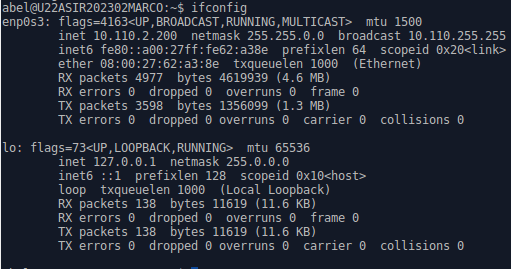 abel@U22ASIR202302MARCO:~$ ifconfig
enp0s3: flags=4163<UP,BROADCAST,RUNNING,MULTICAST>  mtu 1500
        inet 10.110.2.200  netmask 255.255.0.0  broadcast 10.110.255.255
        inet6 fe80::a00:27ff:fe62:a38e  prefixlen 64  scopeid 0x20<link>
        ether 08:00:27:62:a3:8e  txqueuelen 1000  (Ethernet)
        RX packets 4977  bytes 4619939 (4.6 MB)
        RX errors 0  dropped 0  overruns 0  frame 0
        TX packets 3598  bytes 1356099 (1.3 MB)
        TX errors 0  dropped 0 overruns 0  carrier 0  collisions 0
lo: flags=73<UP,LOOPBACK,RUNNING>  mtu 65536
        inet 127.0.0.1  netmask 255.0.0.0
        inet6 ::1  prefixlen 128  scopeid 0x10<host>
        loop  txqueuelen 1000  (Local Loopback)
        RX packets 138  bytes 11619 (11.6 KB)
        RX errors 0  dropped 0  overruns 0  frame 0
        TX packets 138  bytes 11619 (11.6 KB)
        TX errors 0  dropped 0 overruns 0  carrier 0  collisions 0